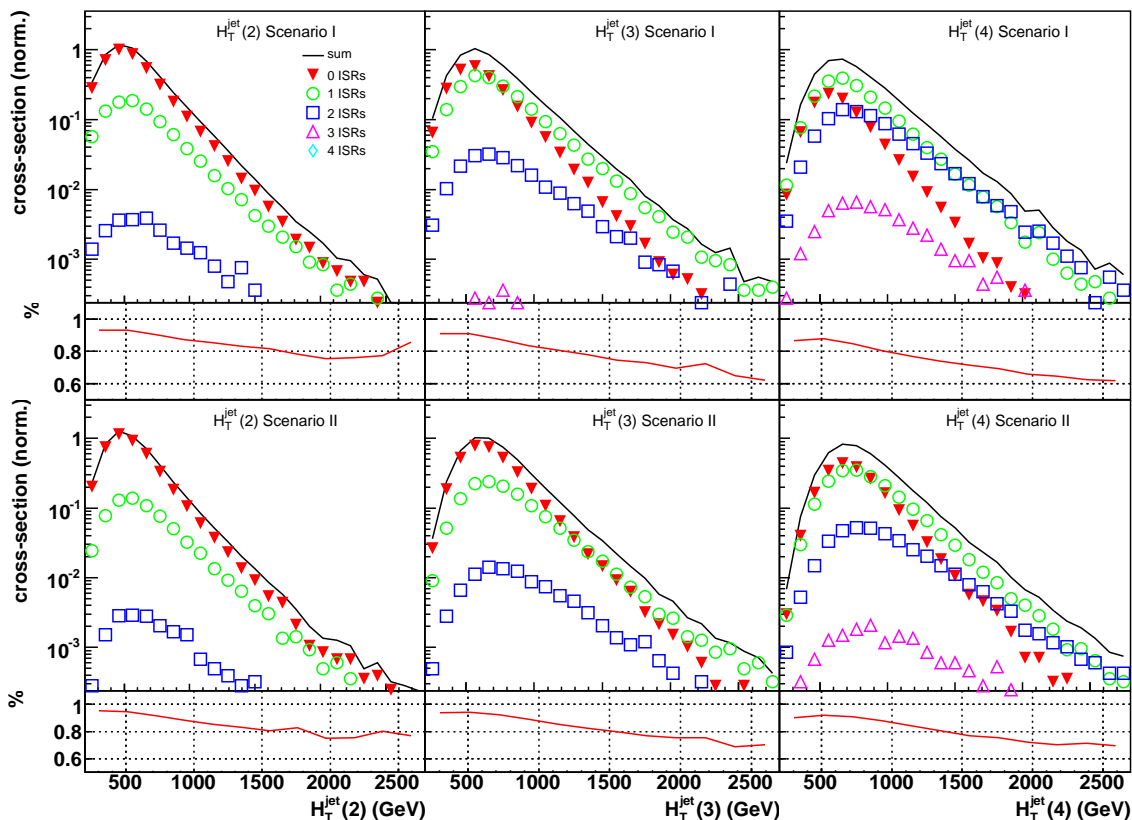 H_T^jet(2) Scenario I
H_T^jet(3) Scenario I
H_T^jet(4) Scenario I
sum
0 ISRs
1 ISRs
2 ISRs
3 ISRs
4 ISRs
cross-section (norm.)
1
10^-1
10^-2
10^-3
%
1
0.8
0.6
H_T^jet(2) Scenario II
H_T^jet(3) Scenario II
H_T^jet(4) Scenario II
cross-section (norm.)
1
10^-1
10^-2
10^-3
%
1
0.8
0.6
500 1000 1500 2000 2500
500 1000 1500 2000 2500
500 1000 1500 2000 2500
H_T^jet(2) (GeV)
H_T^jet(3) (GeV)
H_T^jet(4) (GeV)